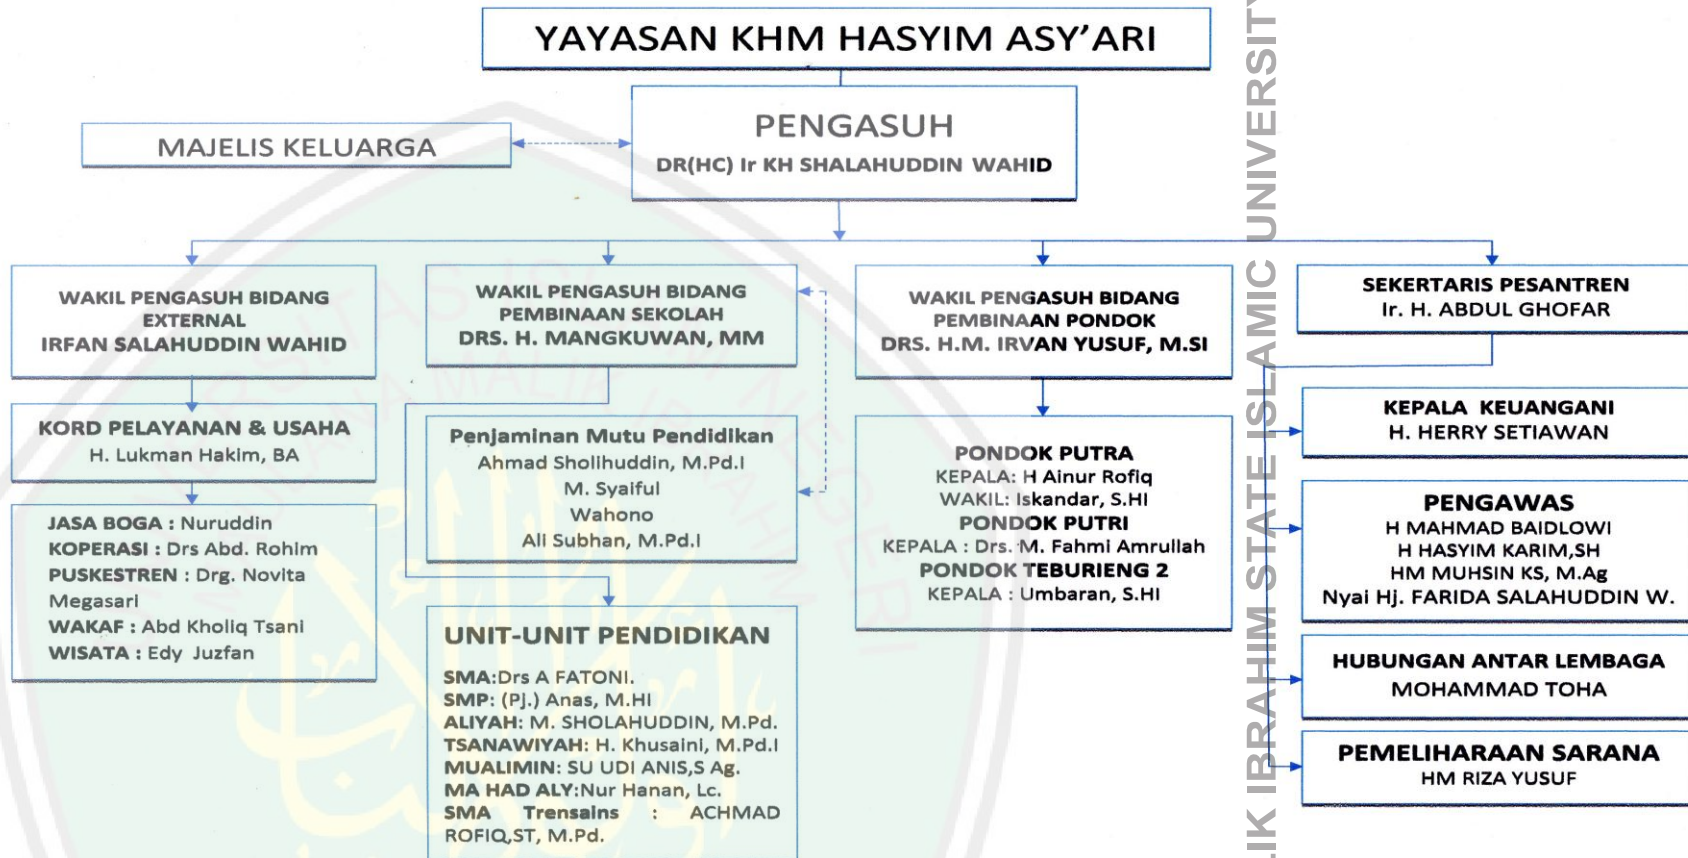 YAYASAN KHM HASYIM ASY'ARI
PENGASUH
DR(HC) Ir KH SHALAHUDDIN WAHID
MAJELIS KELUARGA
WAKIL PENGASUH BIDANG
EXTERNAL
IRFAN SALAHUDDIN WAHID
KORD PELAYANAN & USAHA
H. Lukman Hakim, BA
JASA BOGA : Nuruddin
KOPERASI : Drs Abd. Rohim
PUSKESTREN : Drg. Novita
Megasari
WAKAF : Abd Kholiq Tsani
WISATA : Edy Juzfan
WAKIL PENGASUH BIDANG
PEMBINAAN SEKOLAH
DRS. H. MANGKUWAN, MM
Penjaminan Mutu Pendidikan
Ahmad Sholihuddin, M.Pd.I
M. Syaiful
Wahono
Ali Subhan, M.Pd.I
UNIT-UNIT PENDIDIKAN
SMA:Drs A FATONI.
SMP: (Pj.) Anas, M.HI
ALIYAH: M. SHOLAHUDDIN, M.Pd.
TSANAWIYAH: H. Khusaini, M.Pd.I
MUALIMIN: SU UDI ANIS,S Ag.
MA HAD ALY:Nur Hanan, Lc.
SMA Trensains : ACHMAD
ROFIQ,ST, M.Pd.
WAKIL PENGASUH BIDANG
PEMBINAAN PONDOK
DRS. H.M. IRVAN YUSUF, M.SI
PONDOK PUTRA
KEPALA: H Ainur Rofiq
WAKIL: Iskandar, S.HI
PONDOK PUTRI
KEPALA : Drs. M. Fahmi Amrullah
PONDOK TEBURIENG 2
KEPALA : Umbaran, S.HI
SEKERTARIS PESANTREN
Ir. H. ABDUL GHOFAR
KEPALA KEUANGANI
H. HERRY SETIAWAN
PENGAWAS
H MAHMAD BAIDLOWI
H HASYIM KARIM,SH
HM MUHSIN KS, M.Ag
Nyai Hj. FARIDA SALAHUDDIN W.
HUBUNGAN ANTAR LEMBAGA
MOHAMMAD TOHA
PEMELIHARAAN SARANA
HM RIZA YUSUF
LIK IBRAHIM STATE ISLAMIC UNIVERSITY